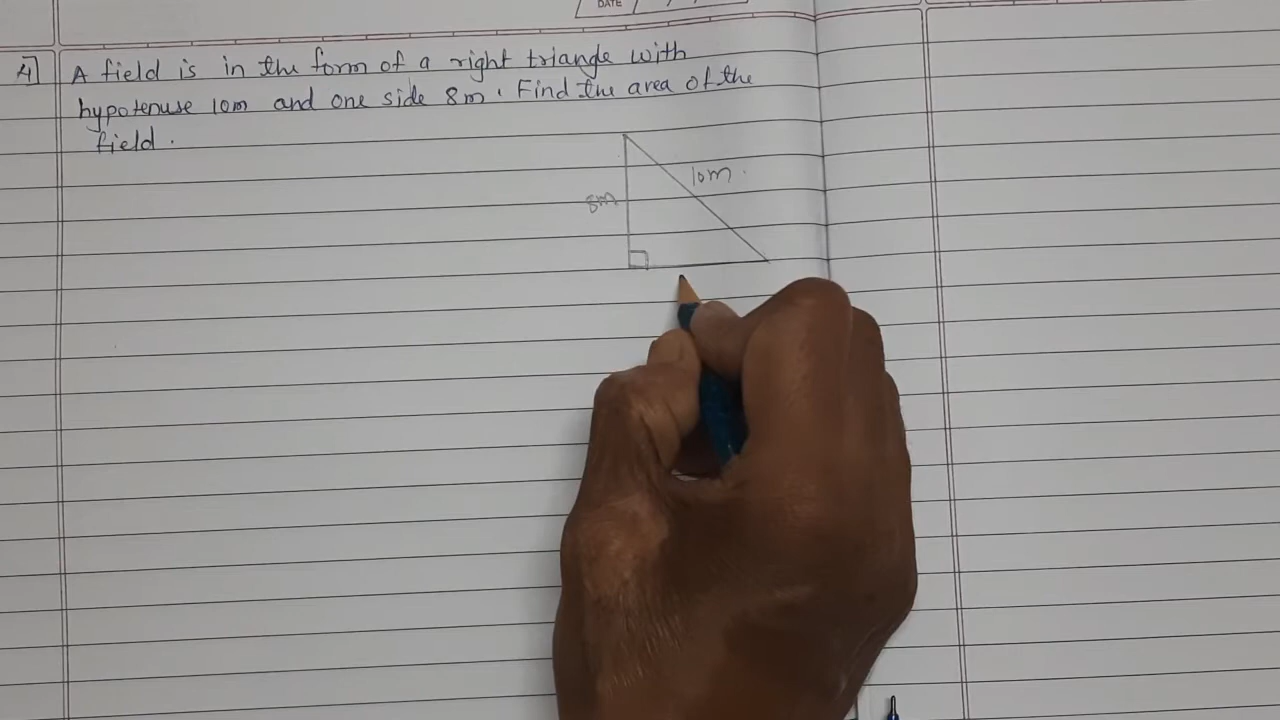 DATE
4] A field is in the form of a right triangle with
hypotenuse 10m and one side 8m. Find the area of the
field.
10m.
8m